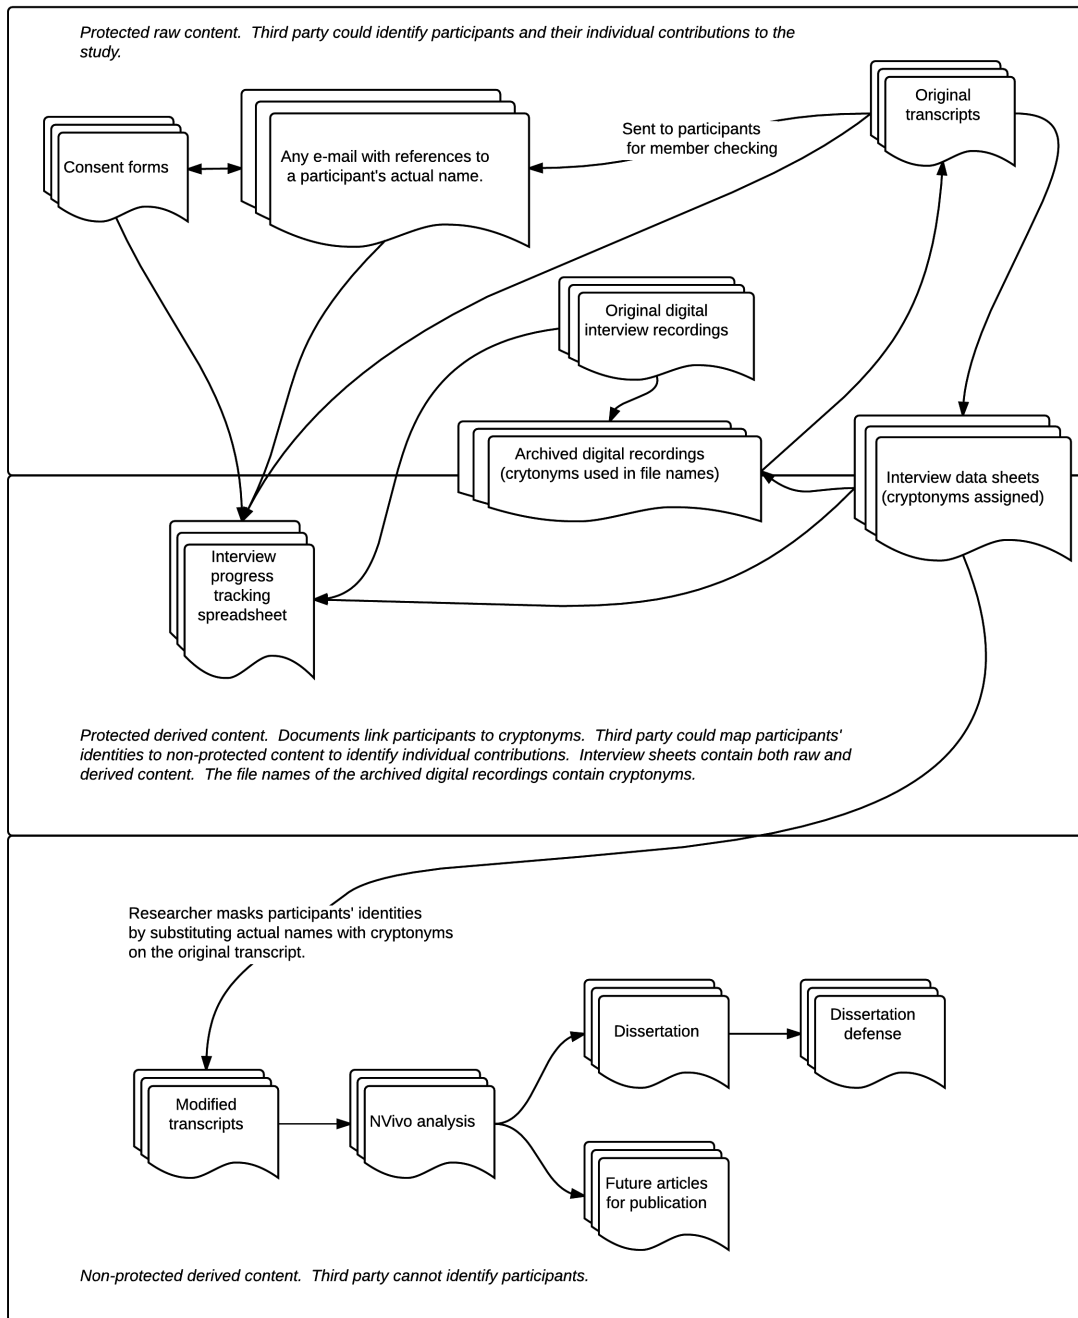 Protected raw content.  Third party could identify participants and their individual contributions to the
study.
Original
transcripts
Sent to participants
for member checking
Consent forms
Any e-mail with references to
a participant's actual name.
Original digital
interview recordings
Archived digital recordings
(crytonyms used in file names)
Interview data sheets
(cryptonyms assigned)
Interview
progress
tracking
spreadsheet
Protected derived content.  Documents link participants to cryptonyms.  Third party could map participants'
identities to non-protected content to identify individual contributions.  Interview sheets contain both raw and
derived content.  The file names of the archived digital recordings contain cryptonyms.
Researcher masks participants' identities
by substituting actual names with cryptonyms
on the original transcript.
Dissertation
Dissertation
defense
Modified
transcripts
NVivo analysis
Future articles
for publication
Non-protected derived content.  Third party cannot identify participants.